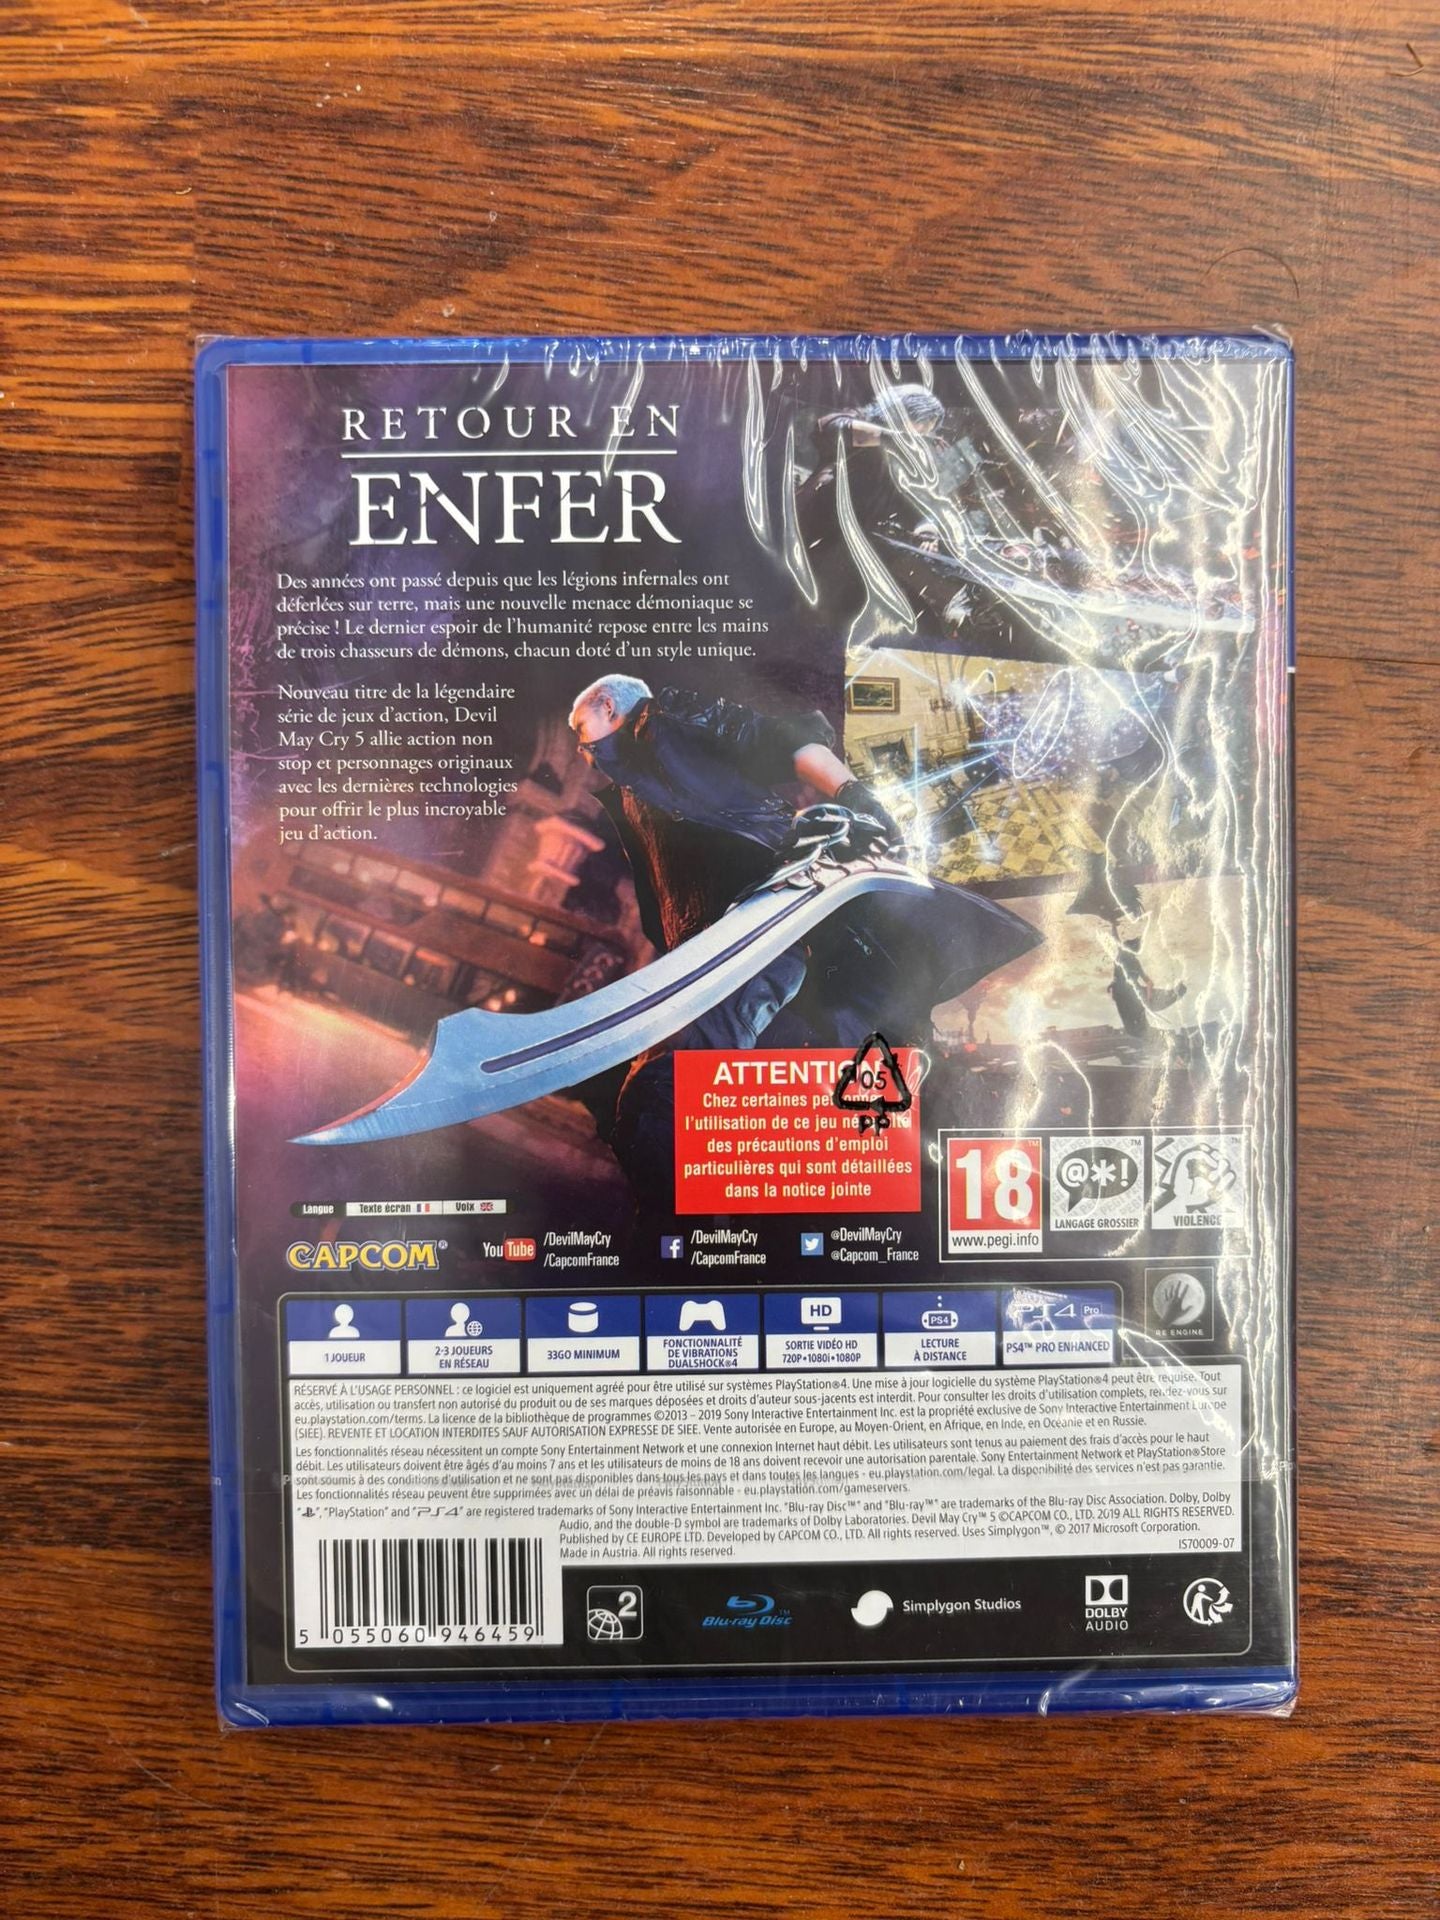 RETOUR EN
ENFER
Des années ont passé depuis que les légions infernales ont
déferlées sur terre, mais une nouvelle menace démoniaque se
précise ! Le dernier espoir de l'humanité repose entre les mains
de trois chasseurs de démons, chacun doté d'un style unique.
Nouveau titre de la légendaire
série de jeux d'action, Devil
May Cry 5 allie action non
stop et personnages originaux
avec les dernières technologies
pour offrir le plus incroyable
jeu d'action.
ATTENTION
05
PP
Chez certaines personnes
l'utilisation de ce jeu nécessite
des précautions d'emploi
particulières qui sont détaillées
dans la notice jointe
18
www.pegi.info
@*!
LANGAGE GROSSIER
VIOLENCE
Langue Texte écran Voix
CAPCOM®
YouTube /DevilMayCry
/CapcomFrance
f /DevilMayCry
/CapcomFrance
@DevilMayCry
@Capcom_France
RE ENGINE
1 JOUEUR
2-3 JOUEURS
EN RÉSEAU
33GO MINIMUM
FONCTIONNALITÉ
DE VIBRATIONS
DUALSHOCK®4
HD
SORTIE VIDÉO HD
720P•1080i•1080P
PS4
LECTURE
À DISTANCE
PS4 Pro
PS4™ PRO ENHANCED
RÉSERVÉ À L'USAGE PERSONNEL : ce logiciel est uniquement agréé pour être utilisé sur systèmes PlayStation®4. Une mise à jour logicielle du système PlayStation®4 peut être requise. Tout
accès, utilisation ou transfert non autorisé du produit ou de ses marques déposées et droits d'auteur sous-jacents est interdit. Pour consulter les droits d'utilisation complets, rendez-vous sur
eu.playstation.com/terms. La licence de la bibliothèque de programmes ©2013 – 2019 Sony Interactive Entertainment Inc. est la propriété exclusive de Sony Interactive Entertainment Europe
(SIEE). REVENTE ET LOCATION INTERDITES SAUF AUTORISATION EXPRESSE DE SIEE. Vente autorisée en Europe, au Moyen-Orient, en Afrique, en Inde, en Océanie et en Russie.
Les fonctionnalités réseau nécessitent un compte Sony Entertainment Network et une connexion Internet haut débit. Les utilisateurs sont tenus au paiement des frais d'accès pour le haut
débit. Les utilisateurs doivent être âgés d'au moins 7 ans et les utilisateurs de moins de 18 ans doivent recevoir une autorisation parentale. Sony Entertainment Network et PlayStation®Store
sont soumis à des conditions d'utilisation et ne sont pas disponibles dans tous les pays et dans toutes les langues - eu.playstation.com/legal. La disponibilité des services n'est pas garantie.
Les fonctionnalités réseau peuvent être supprimées avec un délai de préavis raisonnable - eu.playstation.com/gameservers.
"PlayStation" and "PS4" are registered trademarks of Sony Interactive Entertainment Inc. "Blu-ray Disc™" and "Blu-ray™" are trademarks of the Blu-ray Disc Association. Dolby, Dolby
Audio, and the double-D symbol are trademarks of Dolby Laboratories. Devil May Cry™ 5 ©CAPCOM CO., LTD. 2019 ALL RIGHTS RESERVED.
Published by CE EUROPE LTD. Developed by CAPCOM CO., LTD. All rights reserved. Uses Simplygon™, © 2017 Microsoft Corporation.
Made in Austria. All rights reserved.
IS70009-07
5 055060 946459
2
Blu-ray Disc™
Simplygon Studios
DOLBY
AUDIO